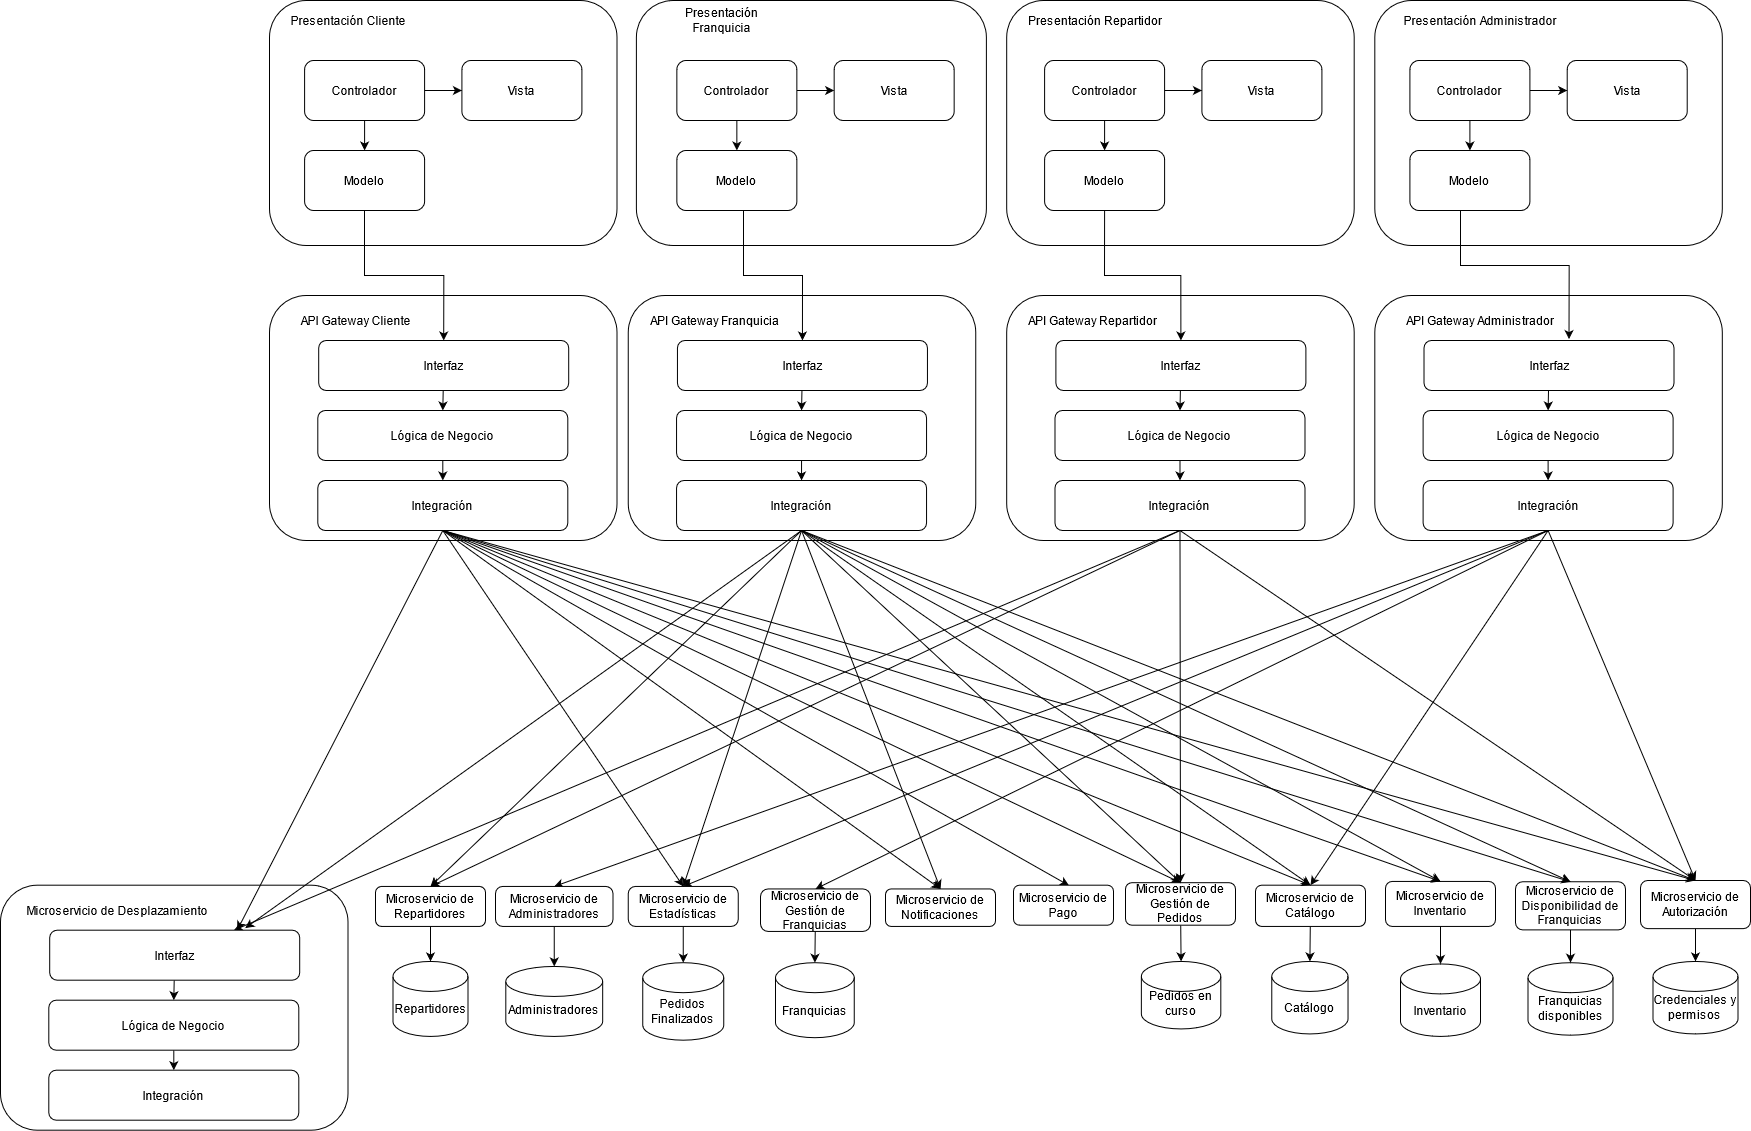 Presentación Cliente
Controlador
Vista
Modelo
Presentación
Franquicia
Controlador
Vista
Modelo
Presentación Repartidor
Controlador
Vista
Modelo
Presentación Administrador
Controlador
Vista
Modelo
API Gateway Cliente
Interfaz
Lógica de Negocio
Integración
API Gateway Franquicia
Interfaz
Lógica de Negocio
Integración
API Gateway Repartidor
Interfaz
Lógica de Negocio
Integración
API Gateway Administrador
Interfaz
Lógica de Negocio
Integración
Microservicio de Desplazamiento
Interfaz
Lógica de Negocio
Integración
Microservicio de
Repartidores
Repartidores
Microservicio de
Administradores
Administradores
Microservicio de
Estadísticas
Pedidos
Finalizados
Microservicio de
Gestión de
Franquicias
Franquicias
Microservicio de
Notificaciones
Microservicio de
Pago
Microservicio de
Gestión de
Pedidos
Pedidos en
curso
Microservicio de
Catálogo
Catálogo
Microservicio de
Inventario
Inventario
Microservicio de
Disponibilidad de
Franquicias
Franquicias
disponibles
Microservicio de
Autorización
Credenciales y
permisos